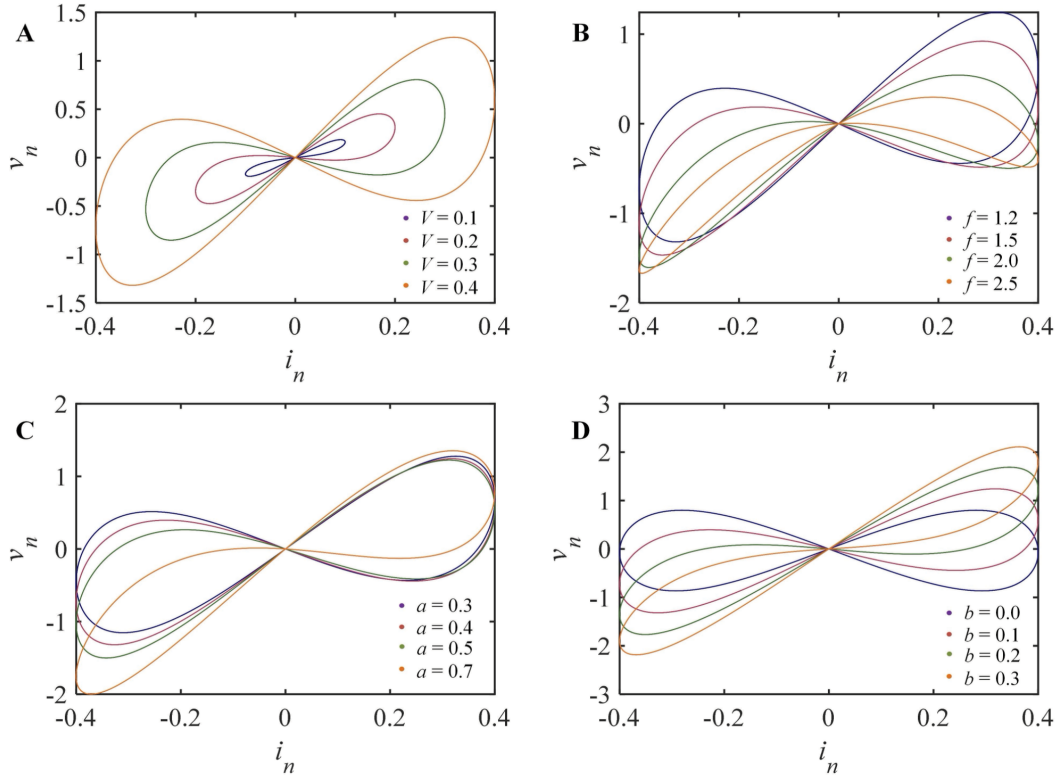 A
1.5
1
0.5
0
-0.5
-1
-1.5
v_n
-0.4 -0.2 0 0.2 0.4
i_n
V = 0.1
V = 0.2
V = 0.3
V = 0.4
B
1
0
-1
-2
v_n
-0.4 -0.2 0 0.2 0.4
i_n
f = 1.2
f = 1.5
f = 2.0
f = 2.5
C
2
1
0
-1
-2
v_n
-0.4 -0.2 0 0.2 0.4
i_n
a = 0.3
a = 0.4
a = 0.5
a = 0.7
D
3
2
1
0
-1
-2
-3
v_n
-0.4 -0.2 0 0.2 0.4
i_n
b = 0.0
b = 0.1
b = 0.2
b = 0.3